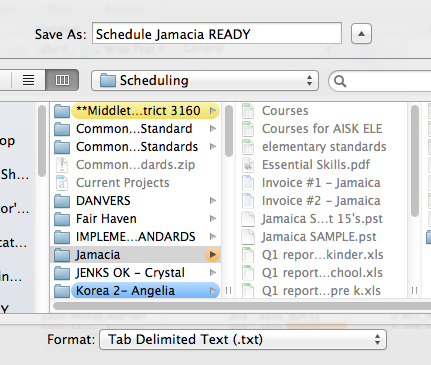 Save As: Schedule Jamacia READY
Scheduling
**Middlet...trict 3160
Common...Standard
Common...Standards
Common...dards.zip
Current Projects
DANVERS
Fair Haven
IMPLEME...ANDARDS
Jamacia
JENKS OK - Crystal
Korea 2- Angelia
op
Sh...
or'...
cat...
in...
Y
Courses
Courses for AISK ELE
elementary standards
Essential Skills.pdf
Invoice #1 - Jamaica
Invoice #2 - Jamaica
Jamaica S...t 15's.pst
Jamaica SAMPLE.pst
Q1 repor...kinder.xls
Q1 report...chool.xls
Q1 report...pre k.xls
Format: Tab Delimited Text (.txt)